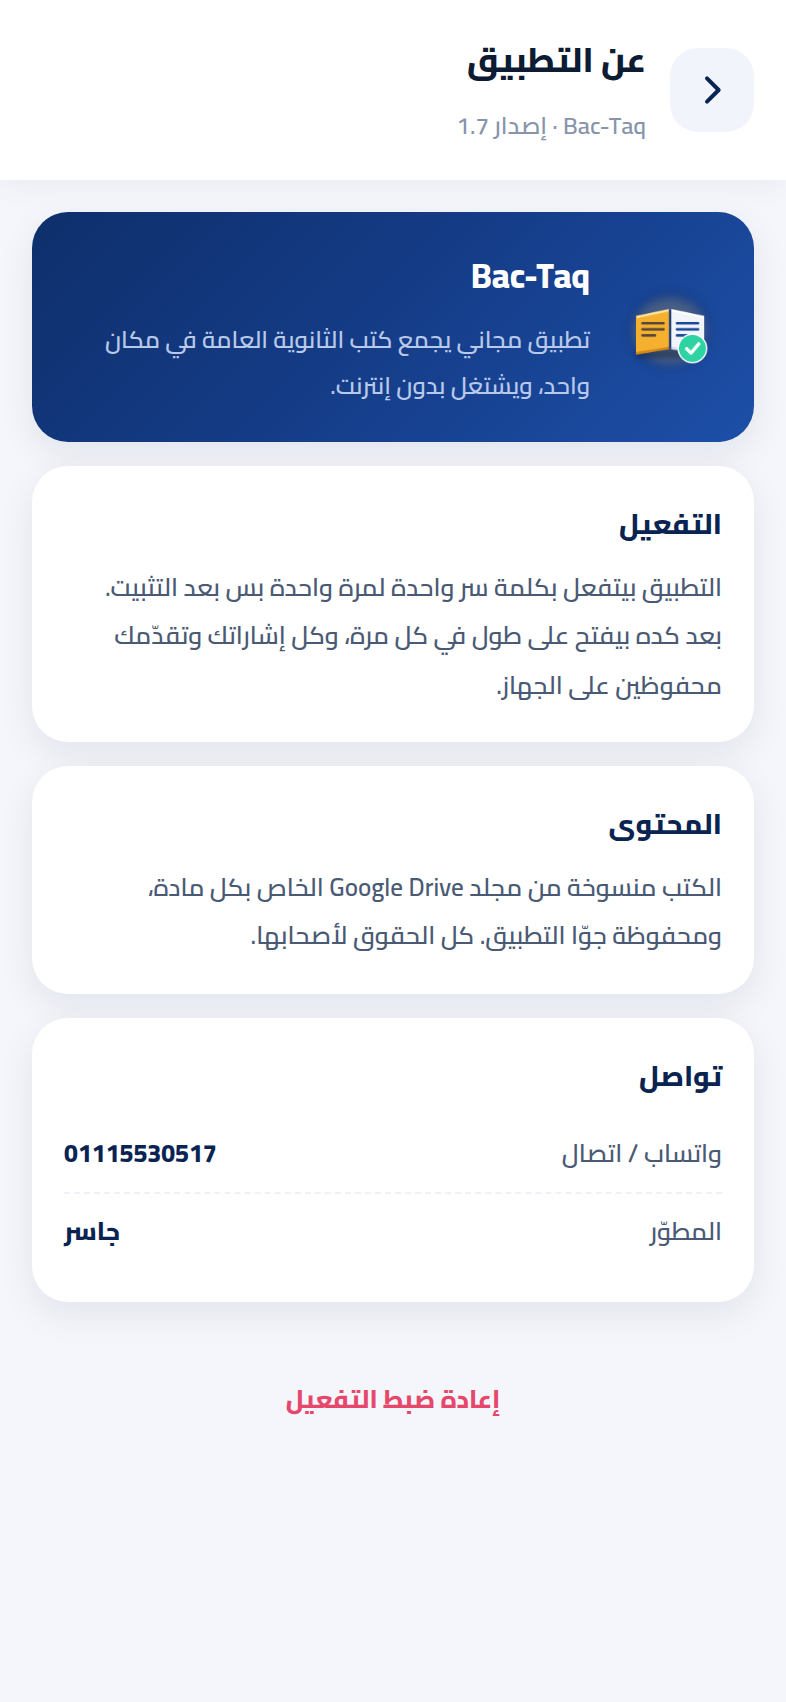 عن التطبيق
Bac-Taq · إصدار 1.7
Bac-Taq
تطبيق مجاني يجمع كتب الثانوية العامة في مكان
واحد، ويشتغل بدون إنترنت.
التفعيل
التطبيق بيتفعل بكلمة سر واحدة لمرة واحدة بس بعد التثبيت.
بعد كده بيفتح على طول في كل مرة، وكل إشاراتك وتقدّمك
محفوظين على الجهاز.
المحتوى
الكتب منسوخة من مجلد Google Drive الخاص بكل مادة،
ومحفوظة جوّا التطبيق. كل الحقوق لأصحابها.
تواصل
واتساب / اتصال 01115530517
المطوّر جاسر
إعادة ضبط التفعيل